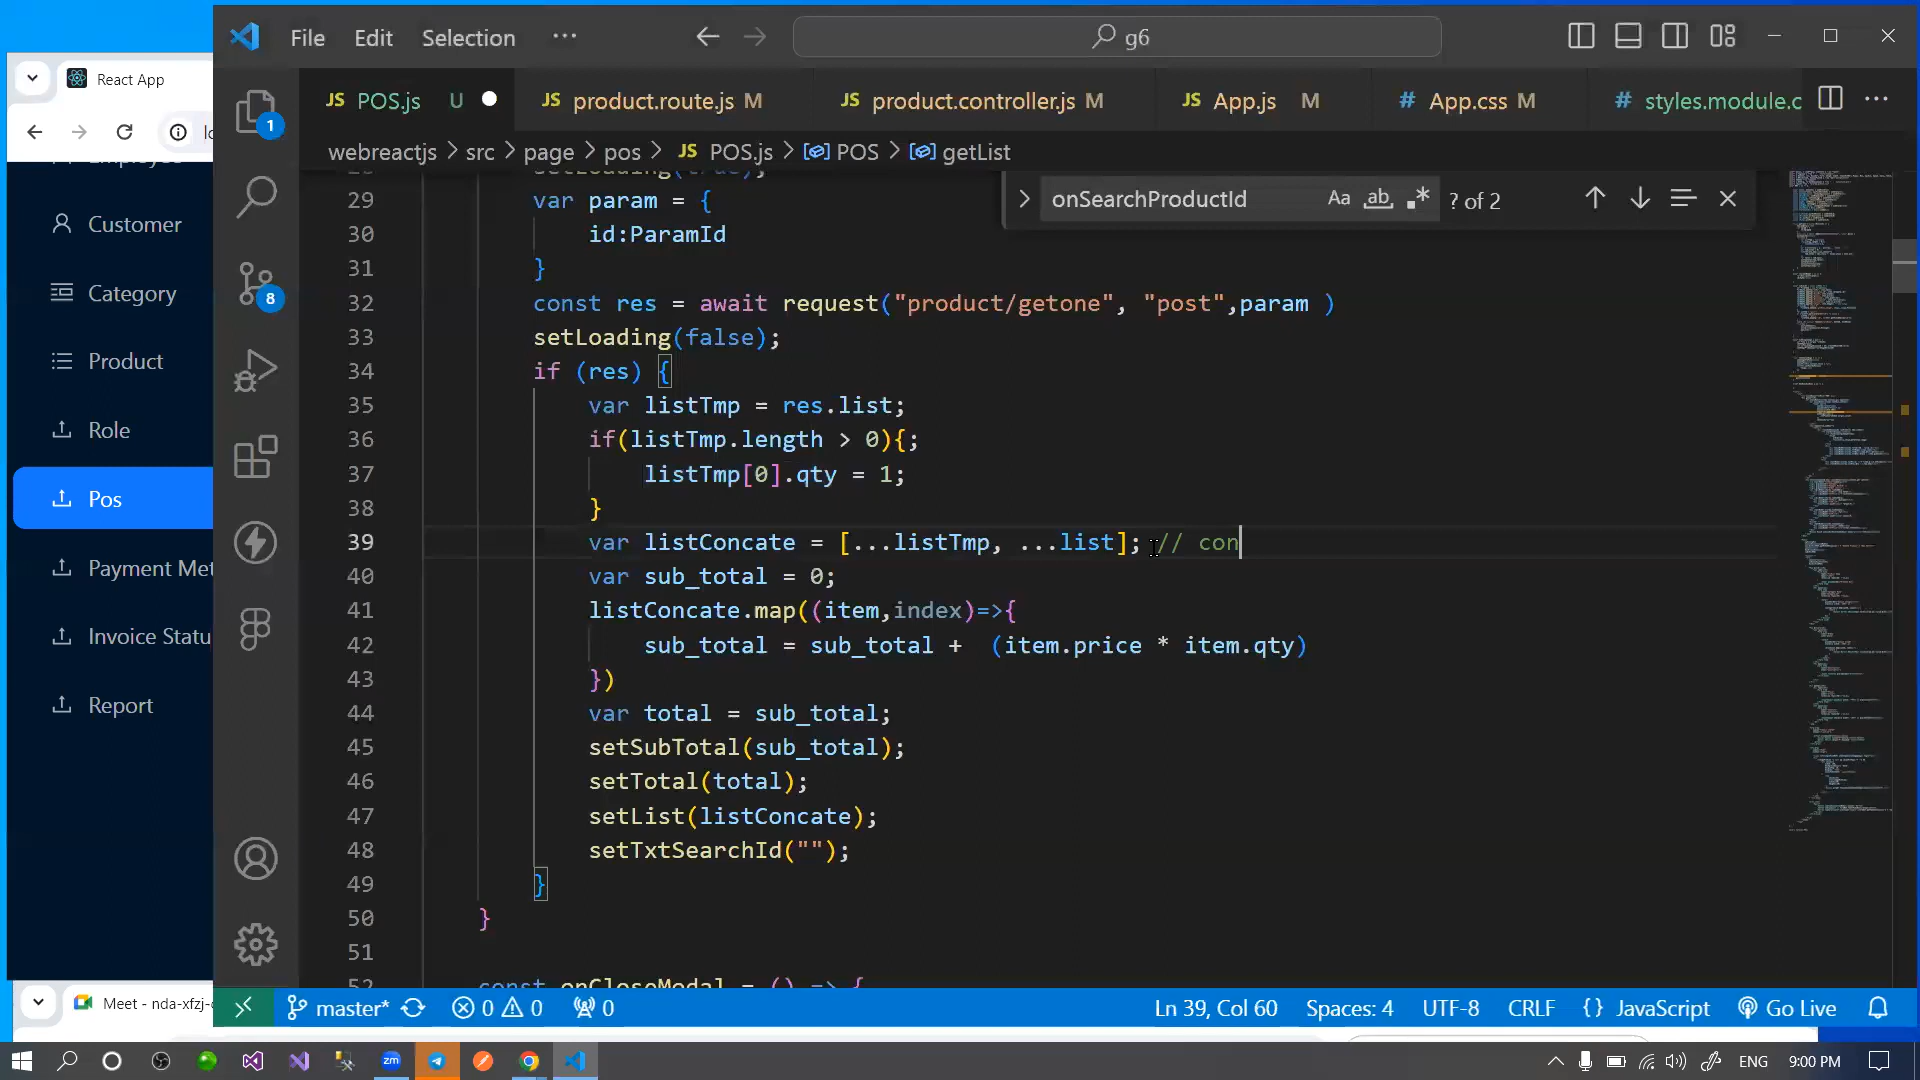 File Edit Selection ··· g6
React App
POS.js U product.route.js M product.controller.js M App.js M App.css M styles.module.c
webreactjs > src > page > pos > JS POS.js > POS > getList
onSearchProductId Aa ab ? of 2
Customer
Category
Product
Role
Pos
Payment Met
Invoice Statu
Report
29 var param = {
30 id:ParamId
31 }
32 const res = await request("product/getone", "post",param )
33 setLoading(false);
34 if (res) {
35 var listTmp = res.list;
36 if(listTmp.length > 0){;
37 listTmp[0].qty = 1;
38 }
39 var listConcate = [...listTmp, ...list]; // con
40 var sub_total = 0;
41 listConcate.map((item,index)=>{
42 sub_total = sub_total + (item.price * item.qty)
43 })
44 var total = sub_total;
45 setSubTotal(sub_total);
46 setTotal(total);
47 setList(listConcate);
48 setTxtSearchId("");
49 }
50 }
51
52 const onCloseModal = () => {
1
8
Meet - nda-xfzj-
master* 0 0 0 Ln 39, Col 60 Spaces: 4 UTF-8 CRLF {} JavaScript Go Live
zm ENG 9:00 PM